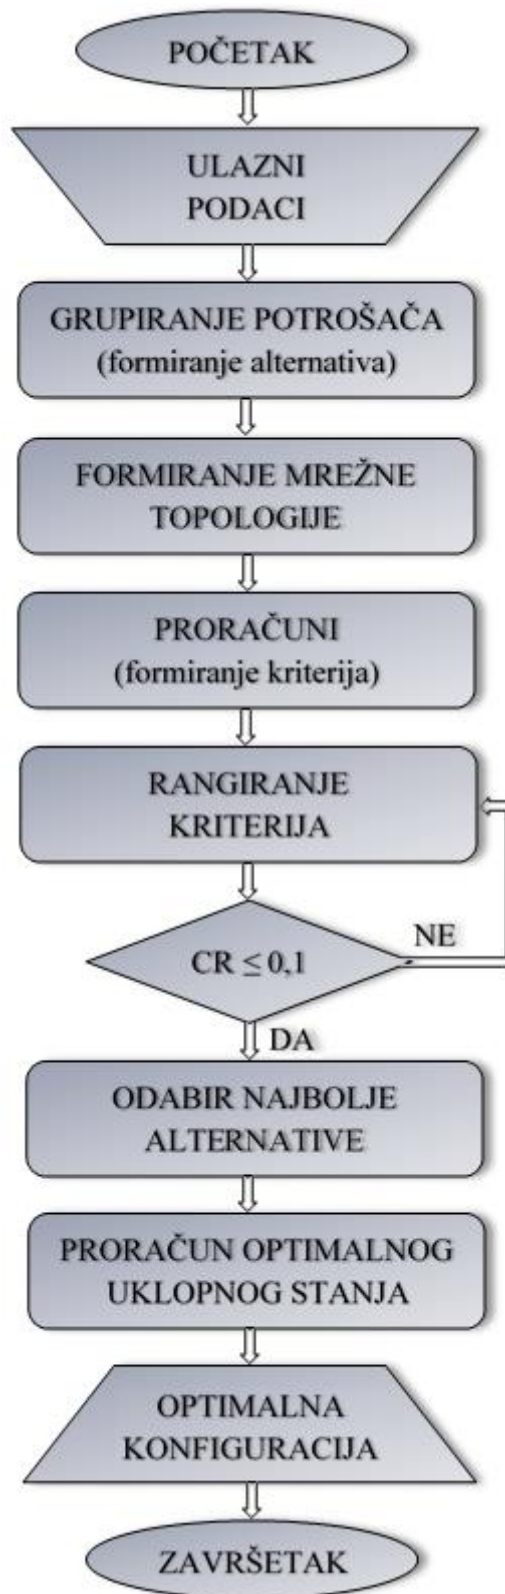 POČETAK
ULAZNI
PODACI
GRUPIRANJE POTROŠAČA
(formiranje alternativa)
FORMIRANJE MREŽNE
TOPOLOGIJE
PRORAČUNI
(formiranje kriterija)
RANGIRANJE
KRITERIJA
CR ≤ 0,1
NE
DA
ODABIR NAJBOLJE
ALTERNATIVE
PRORAČUN OPTIMALNOG
UKLOPNOG STANJA
OPTIMALNA
KONFIGURACIJA
ZAVRŠETAK